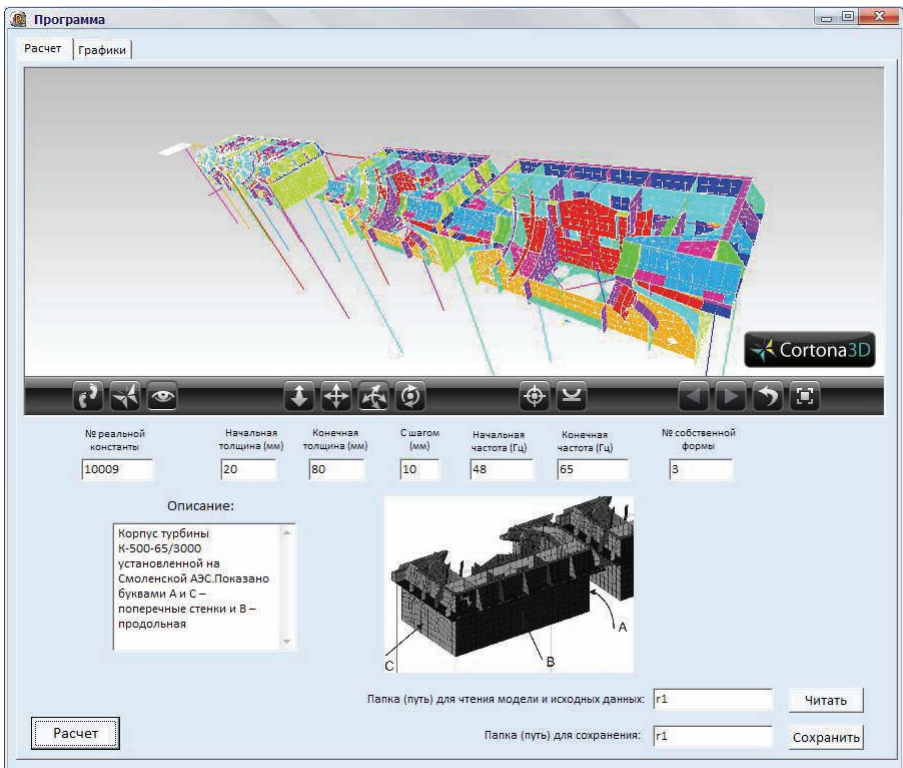 Программа
Расчет
Графики
Cortona3D
№ реальной
константы
Начальная
толщина (мм)
Конечная
толщина (мм)
С шагом
(мм)
Начальная
частота (Гц)
Конечная
частота (Гц)
№ собственной
формы
10009
20
80
10
48
65
3
Описание:
Корпус турбины
К-500-65/3000
установленной на
Смоленской АЭС.Показано
буквами А и С –
поперечные стенки и В –
продольная
A
B
C
Папка (путь) для чтения модели и исходных данных:
r1
Читать
Расчет
Папка (путь) для сохранения:
r1
Сохранить